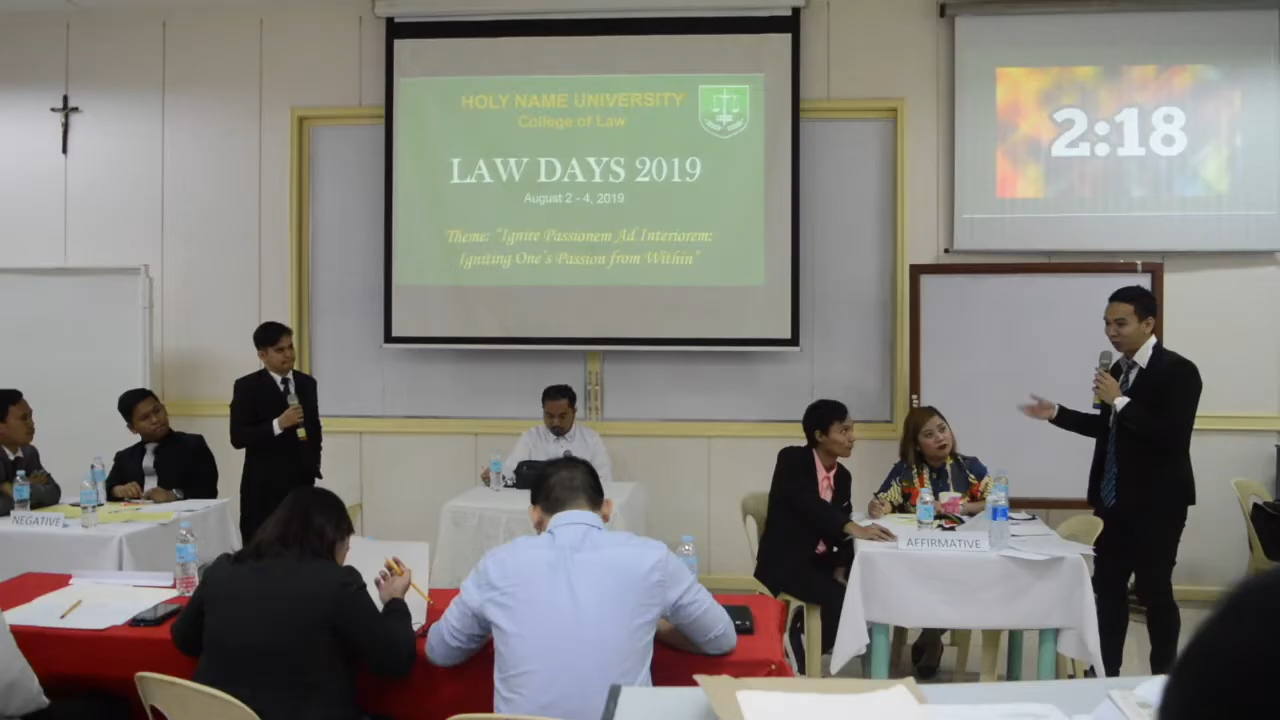 HOLY NAME UNIVERSITY
College of Law
LAW DAYS 2019
August 2 - 4, 2019
Theme: "Ignire Passionem Ad Interiorem:
Igniting One's Passion from Within"
2:18
NEGATIVE
AFFIRMATIVE